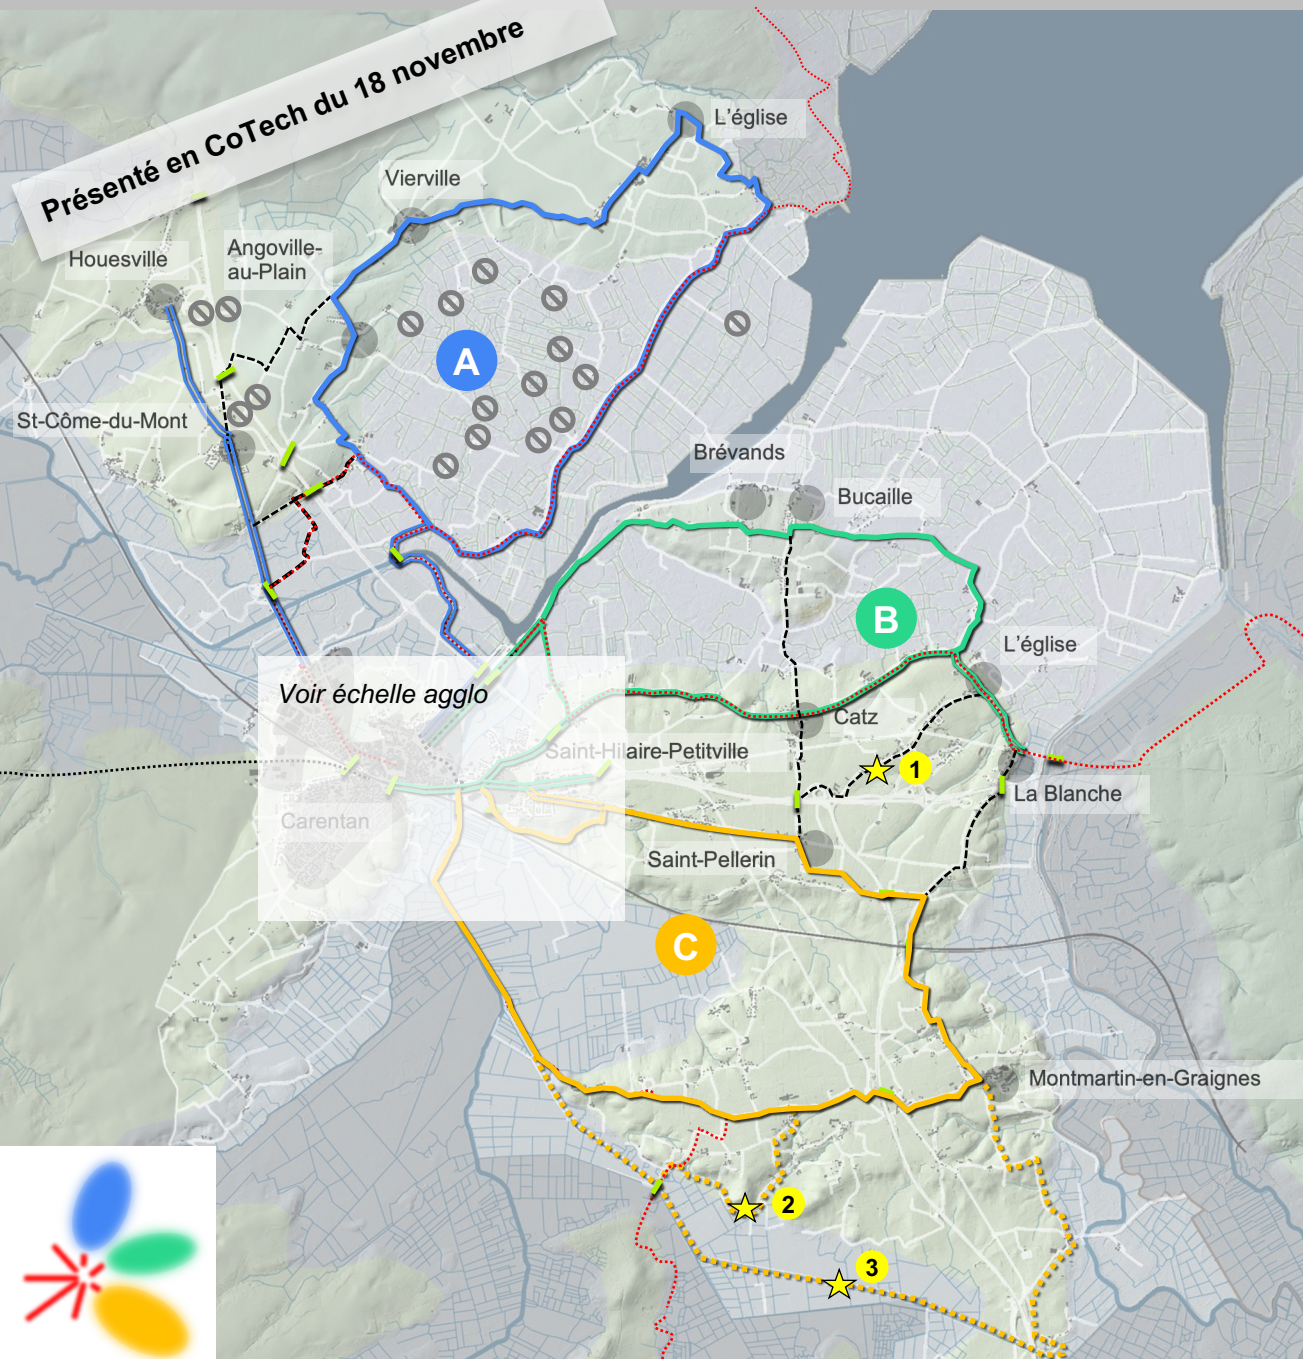 Présenté en CoTech du 18 novembre
L'église
Vierville
Angoville-
au-Plain
Houesville
A
St-Côme-du-Mont
Brévands
Bucaille
B
L'église
Voir échelle agglo
Catz
Saint-Hilaire-Petitville
1
La Blanche
Carentan
Saint-Pellerin
C
Montmartin-en-Graignes
2
3